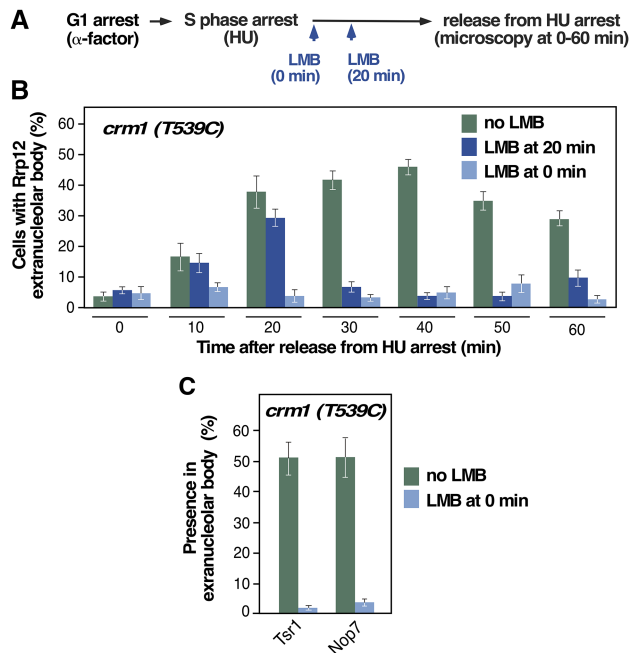 A
G1 arrest
(α-factor)
S phase arrest
(HU)
release from HU arrest
(microscopy at 0-60 min)
LMB
(0 min)
LMB
(20 min)
B
crm1 (T539C)
no LMB
LMB at 20 min
LMB at 0 min
Cells with Rrp12
extranucleolar body (%)
60
50
40
30
20
10
0
0 10 20 30 40 50 60
Time after release from HU arrest (min)
C
crm1 (T539C)
no LMB
LMB at 0 min
Presence in
exranucleolar body (%)
60
50
40
30
20
10
0
Tsr1 Nop7